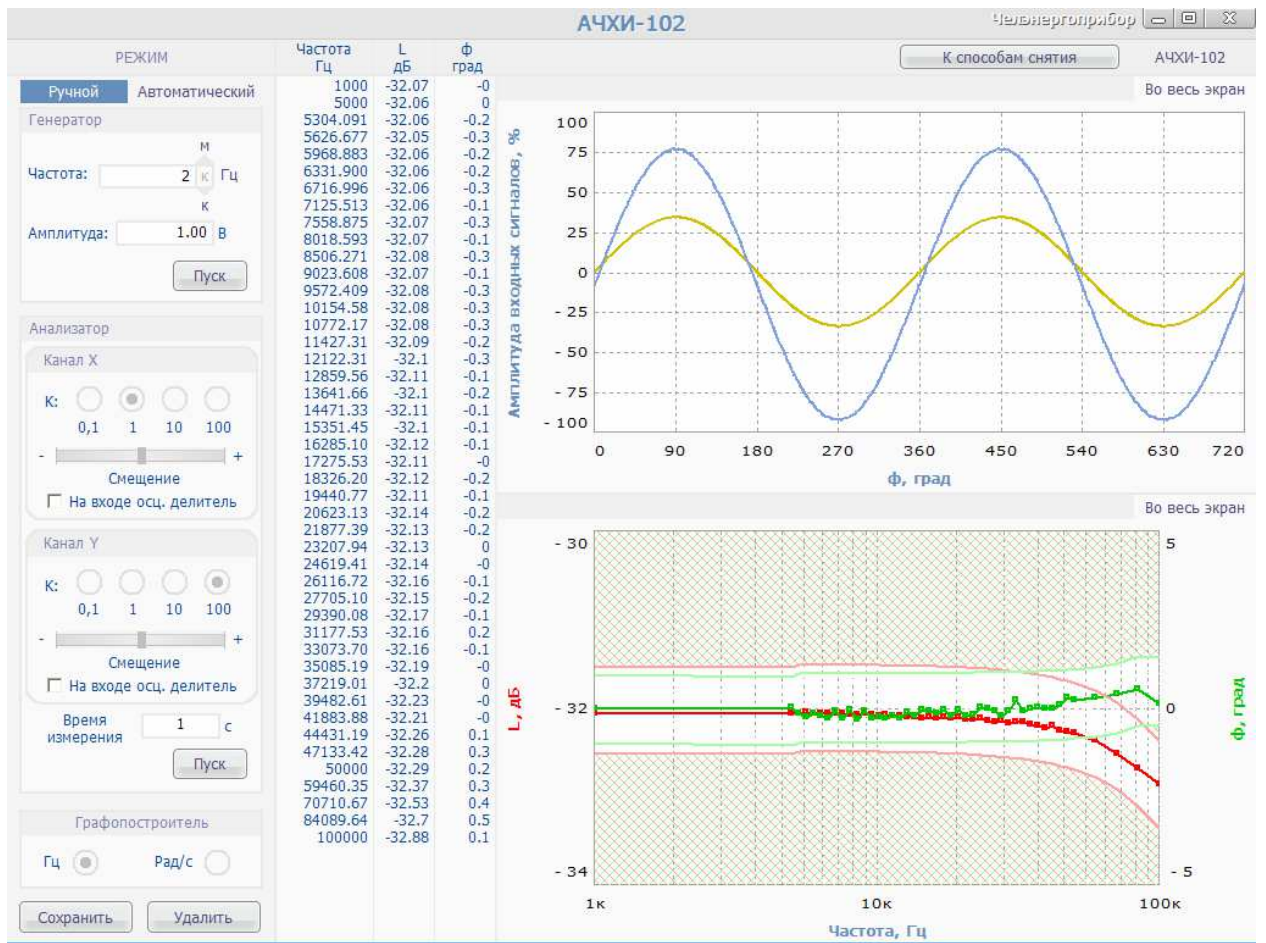 АЧХИ-102
Челэнергоприбор
РЕЖИМ
Частота L ф
Гц дБ град
К способам снятия
АЧХИ-102
Ручной Автоматический
Генератор
м
Частота: 2 к Гц
к
Амплитуда: 1.00 В
Пуск
Анализатор
Канал X
К:
0,1 1 10 100
- +
Смещение
На входе осц. делитель
Канал Y
К:
0,1 1 10 100
- +
Смещение
На входе осц. делитель
Время
измерения 1 с
Пуск
Графопостроитель
Гц Рад/с
Сохранить Удалить
1000 -32.07 -0
5000 -32.06 0
5304.091 -32.06 -0.2
5626.677 -32.05 -0.3
5968.883 -32.06 -0.2
6331.900 -32.06 -0.2
6716.996 -32.06 -0.3
7125.513 -32.06 -0.1
7558.875 -32.07 -0.3
8018.593 -32.07 -0.1
8506.271 -32.08 -0.3
9023.608 -32.07 -0.1
9572.409 -32.08 -0.3
10154.58 -32.08 -0.3
10772.17 -32.08 -0.3
11427.31 -32.09 -0.2
12122.31 -32.1 -0.3
12859.56 -32.11 -0.1
13641.66 -32.1 -0.2
14471.33 -32.11 -0.1
15351.45 -32.1 -0.1
16285.10 -32.12 -0.1
17275.53 -32.11 -0
18326.20 -32.12 -0.2
19440.77 -32.11 -0.1
20623.13 -32.14 -0.2
21877.39 -32.13 -0.2
23207.94 -32.13 0
24619.41 -32.14 -0
26116.72 -32.16 -0.1
27705.10 -32.15 -0.2
29390.08 -32.17 -0.1
31177.53 -32.16 0.2
33073.70 -32.16 -0.1
35085.19 -32.19 -0
37219.01 -32.2 0
39482.61 -32.23 -0
41883.88 -32.21 -0
44431.19 -32.26 0.1
47133.42 -32.28 0.3
50000 -32.29 0.2
59460.35 -32.37 0.3
70710.67 -32.53 0.4
84089.64 -32.7 0.5
100000 -32.88 0.1
Во весь экран
Амплитуда входных сигналов, %
100
75
50
25
0
- 25
- 50
- 75
- 100
0 90 180 270 360 450 540 630 720
ф, град
Во весь экран
L, дБ
- 30
- 32
- 34
5
0
- 5
ф, град
1к 10к 100к
Частота, Гц